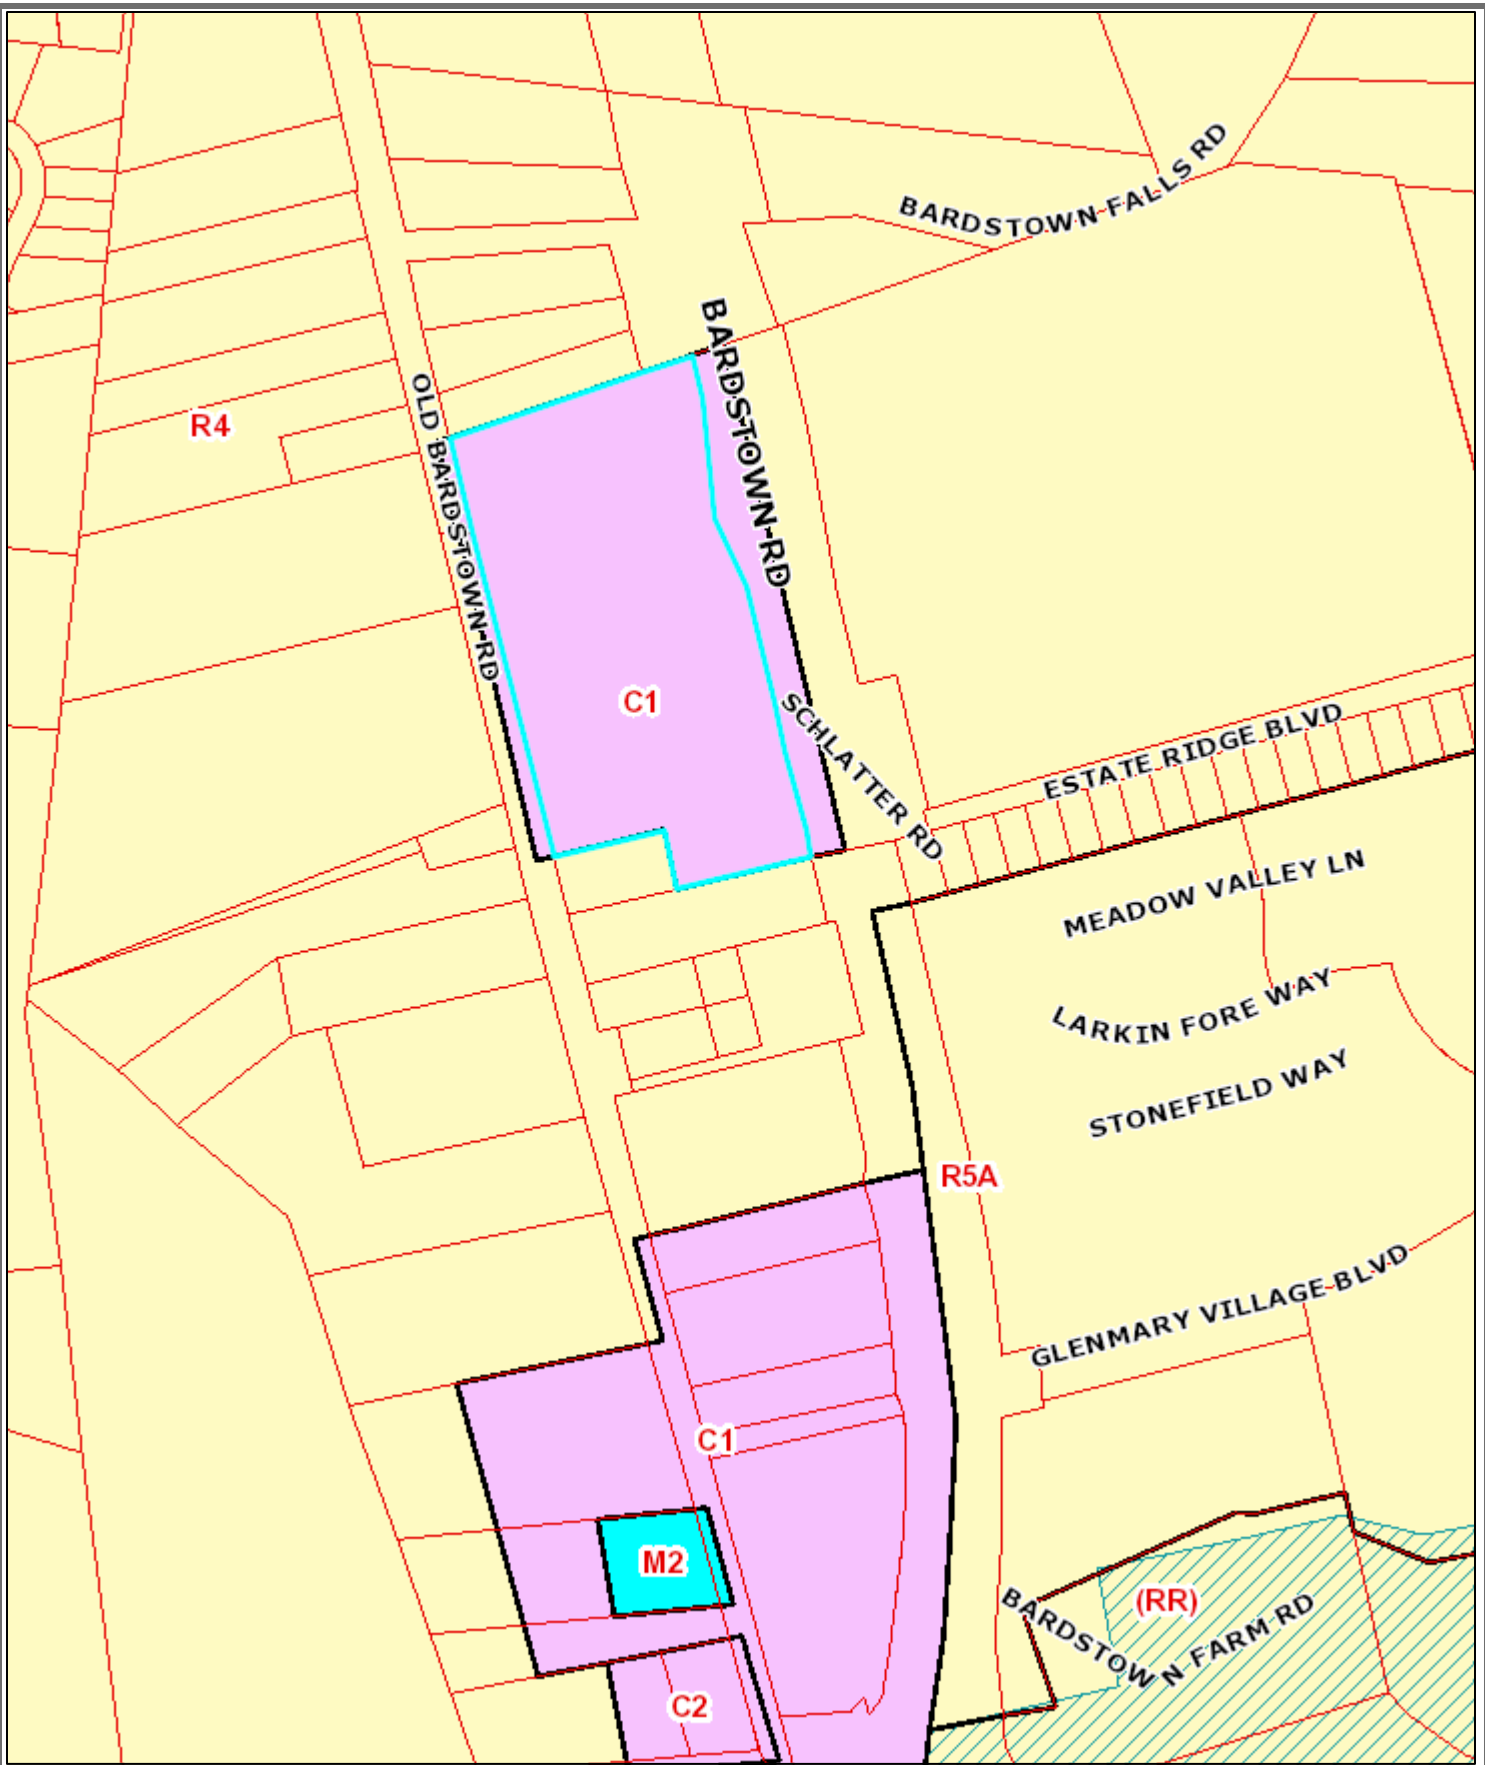 BARDSTOWN FALLS RD
BARDSTOWN RD
OLD BARDSTOWN RD
R4
C1
SCHLATTER RD
ESTATE RIDGE BLVD
MEADOW VALLEY LN
LARKIN FORE WAY
STONEFIELD WAY
R5A
GLENMARY VILLAGE BLVD
C1
M2
(RR)
BARDSTOWN FARM RD
C2